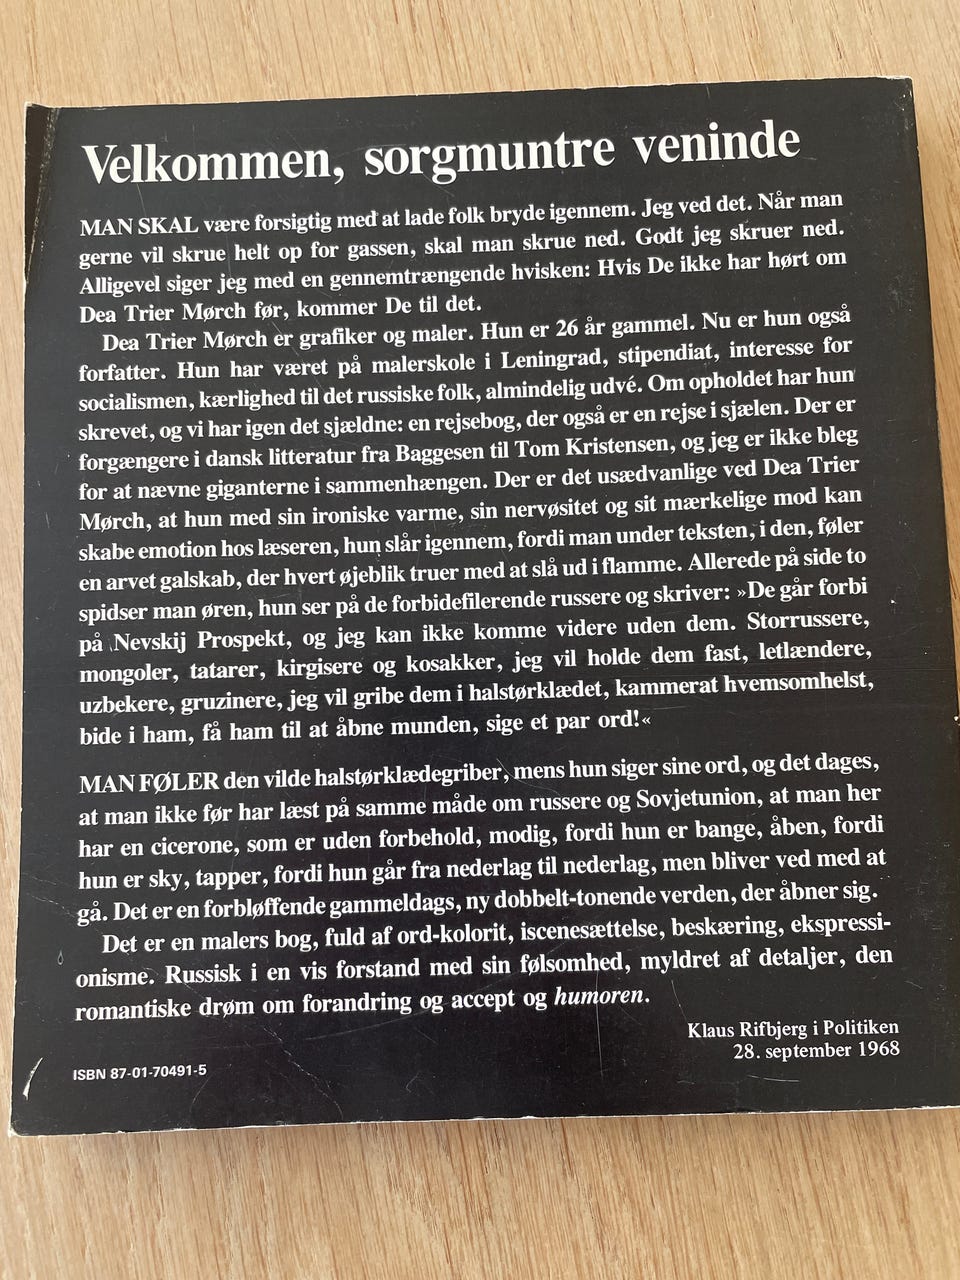 Velkommen, sorgmuntre veninde
MAN SKAL være forsigtig med at lade folk bryde igennem. Jeg ved det. Når man
gerne vil skrue helt op for gassen, skal man skrue ned. Godt jeg skruer ned.
Alligevel siger jeg med en gennemtrængende hvisken: Hvis De ikke har hørt om
Dea Trier Mørch før, kommer De til det.
Dea Trier Mørch er grafiker og maler. Hun er 26 år gammel. Nu er hun også
forfatter. Hun har været på malerskole i Leningrad, stipendiat, interesse for
socialismen, kærlighed til det russiske folk, almindelig udvé. Om opholdet har hun
skrevet, og vi har igen det sjældne: en rejsebog, der også er en rejse i sjælen. Der er
forgængere i dansk litteratur fra Baggesen til Tom Kristensen, og jeg er ikke bleg
for at nævne giganterne i sammenhængen. Der er det usædvanlige ved Dea Trier
Mørch, at hun med sin ironiske varme, sin nervøsitet og sit mærkelige mod kan
skabe emotion hos læseren, hun slår igennem, fordi man under teksten, i den, føler
en arvet galskab, der hvert øjeblik truer med at slå ud i flamme. Allerede på side to
spidser man øren, hun ser på de forbidefilerende russere og skriver: »De går forbi
på Nevskij Prospekt, og jeg kan ikke komme videre uden dem. Storrussere,
mongoler, tatarer, kirgisere og kosakker, jeg vil holde dem fast, letlændere,
uzbekere, gruzinere, jeg vil gribe dem i halstørklædet, kammerat hvemsomhelst,
bide i ham, få ham til at åbne munden, sige et par ord!«
MAN FØLER den vilde halstørklædegriber, mens hun siger sine ord, og det dages,
at man ikke før har læst på samme måde om russere og Sovjetunion, at man her
har en cicerone, som er uden forbehold, modig, fordi hun er bange, åben, fordi
hun er sky, tapper, fordi hun går fra nederlag til nederlag, men bliver ved med at
gå. Det er en forbløffende gammeldags, ny dobbelt-tonende verden, der åbner sig.
Det er en malers bog, fuld af ord-kolorit, iscenesættelse, beskæring, ekspressi-
onisme. Russisk i en vis forstand med sin følsomhed, myldret af detaljer, den
romantiske drøm om forandring og accept og humoren.
Klaus Rifbjerg i Politiken
28. september 1968
ISBN 87-01-70491-5